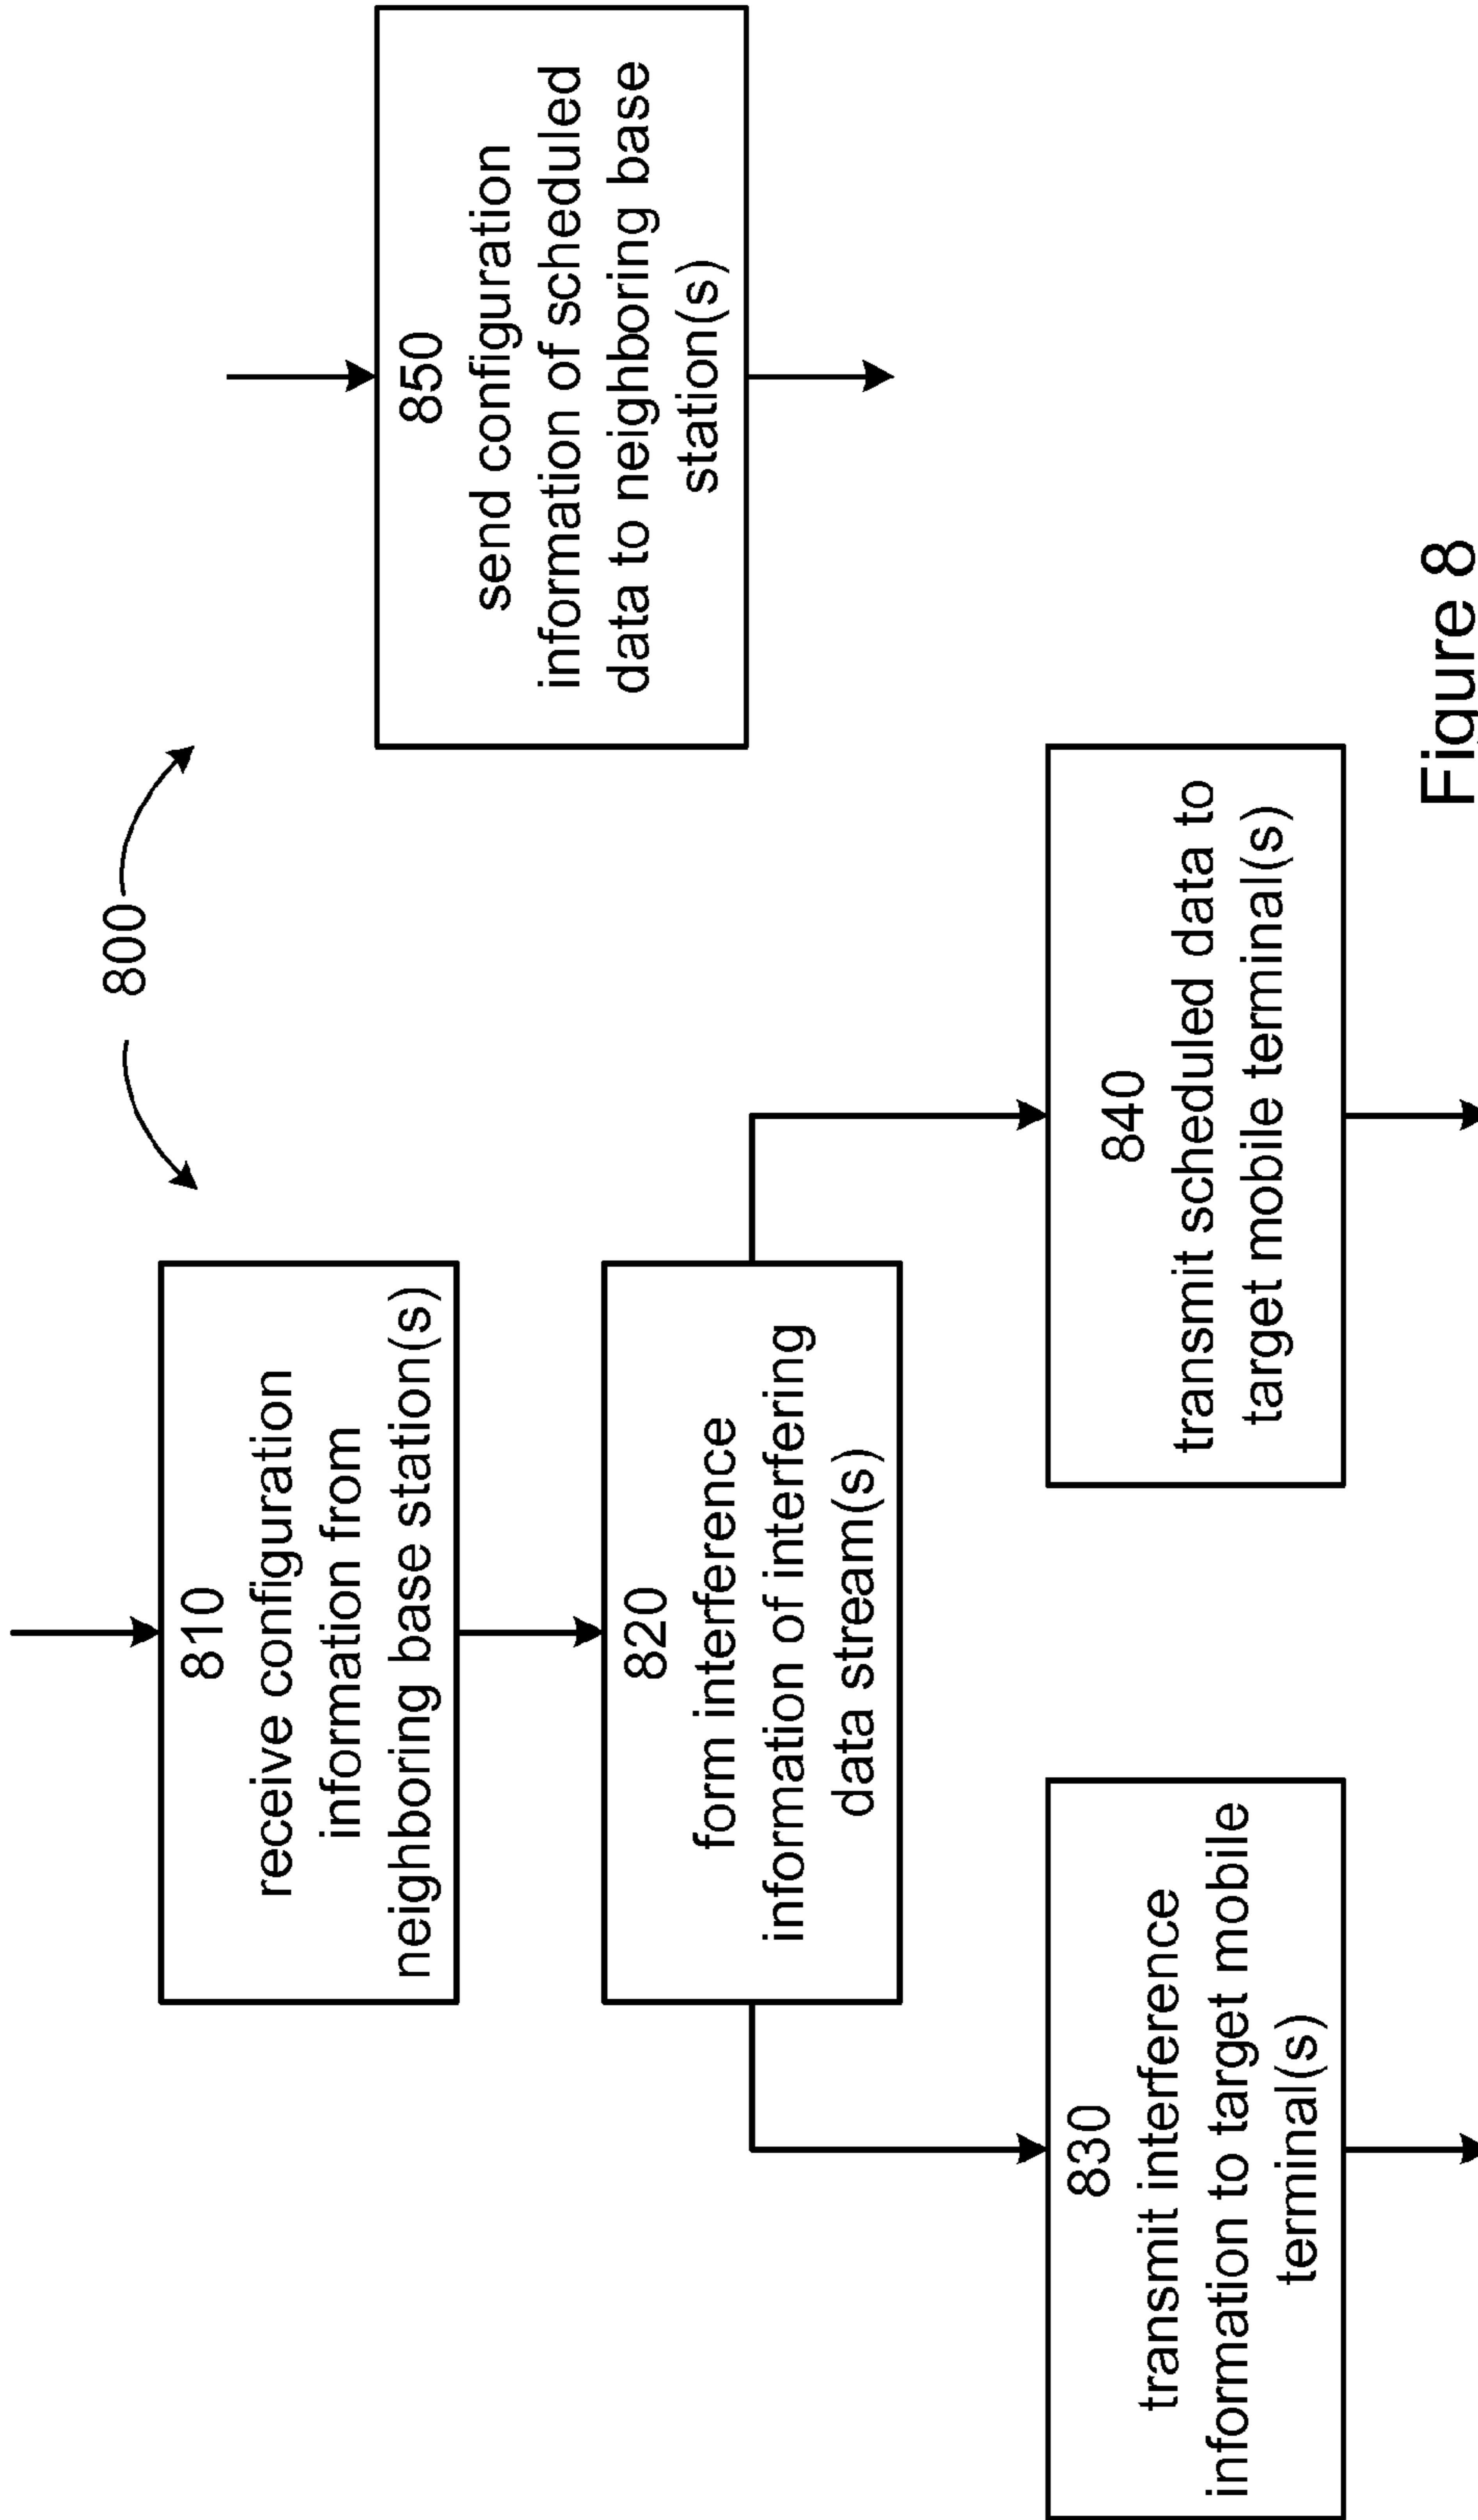 800
810
receive configuration
information from
neighboring base station(s)
820
form interference
information of interfering
data stream(s)
830
transmit interference
information to target mobile
terminal(s)
840
transmit scheduled data to
target mobile terminal(s)
850
send configuration
information of scheduled
data to neighboring base
station(s)
Figure 8